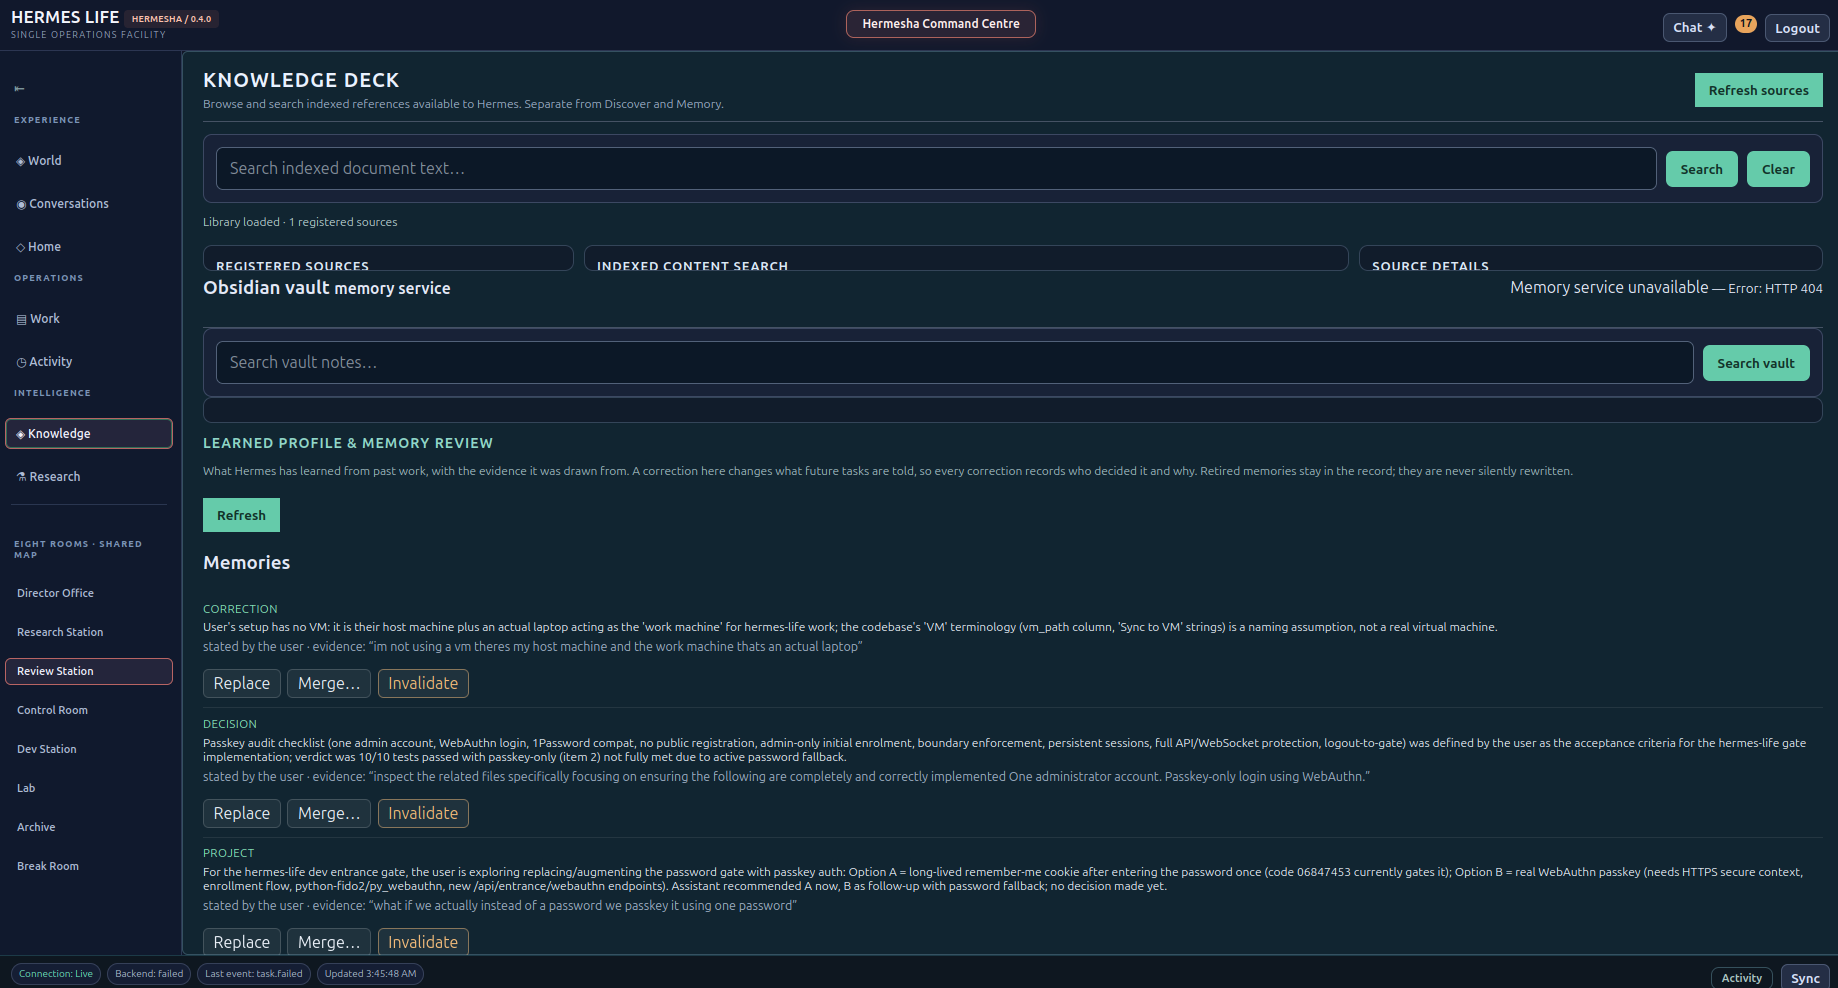 HERMES LIFE HERMESHA / 0.4.0
SINGLE OPERATIONS FACILITY
Hermesha Command Centre
Chat ✦ 17 Logout
⇤
EXPERIENCE
◈ World
◉ Conversations
◇ Home
OPERATIONS
▤ Work
◷ Activity
INTELLIGENCE
◈ Knowledge
⚗ Research
EIGHT ROOMS · SHARED
MAP
Director Office
Research Station
Review Station
Control Room
Dev Station
Lab
Archive
Break Room
KNOWLEDGE DECK
Browse and search indexed references available to Hermes. Separate from Discover and Memory.
Refresh sources
Search indexed document text…
Search Clear
Library loaded · 1 registered sources
REGISTERED SOURCES INDEXED CONTENT SEARCH SOURCE DETAILS
Obsidian vault memory service
Memory service unavailable — Error: HTTP 404
Search vault notes…
Search vault
LEARNED PROFILE & MEMORY REVIEW
What Hermes has learned from past work, with the evidence it was drawn from. A correction here changes what future tasks are told, so every correction records who decided it and why. Retired memories stay in the record; they are never silently rewritten.
Refresh
Memories
CORRECTION
User's setup has no VM: it is their host machine plus an actual laptop acting as the 'work machine' for hermes-life work; the codebase's 'VM' terminology (vm_path column, 'Sync to VM' strings) is a naming assumption, not a real virtual machine.
stated by the user · evidence: “im not using a vm theres my host machine and the work machine thats an actual laptop”
Replace Merge… Invalidate
DECISION
Passkey audit checklist (one admin account, WebAuthn login, 1Password compat, no public registration, admin-only initial enrolment, boundary enforcement, persistent sessions, full API/WebSocket protection, logout-to-gate) was defined by the user as the acceptance criteria for the hermes-life gate
implementation; verdict was 10/10 tests passed with passkey-only (item 2) not fully met due to active password fallback.
stated by the user · evidence: “inspect the related files specifically focusing on ensuring the following are completely and correctly implemented One administrator account. Passkey-only login using WebAuthn.”
Replace Merge… Invalidate
PROJECT
For the hermes-life dev entrance gate, the user is exploring replacing/augmenting the password gate with passkey auth: Option A = long-lived remember-me cookie after entering the password once (code 06847453 currently gates it); Option B = real WebAuthn passkey (needs HTTPS secure context,
enrollment flow, python-fido2/py_webauthn, new /api/entrance/webauthn endpoints). Assistant recommended A now, B as follow-up with password fallback; no decision made yet.
stated by the user · evidence: “what if we actually instead of a password we passkey it using one password”
Replace Merge… Invalidate
Connection: Live Backend: failed Last event: task.failed Updated 3:45:48 AM
Activity Sync